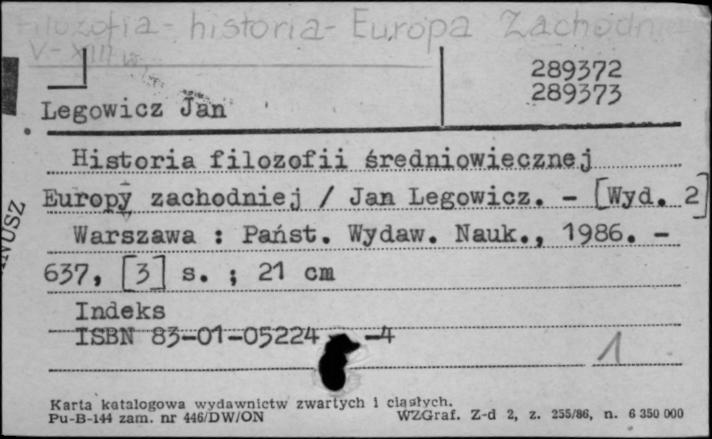 Filozofia - historia - Europa Zachodnia
V-XIII w.
289372
289373
Legowicz Jan
Historia filozofii średniowiecznej
Europy zachodniej / Jan Legowicz. - [Wyd. 2]
Warszawa : Państ. Wydaw. Nauk., 1986. -
637, [3] s. ; 21 cm
Indeks
ISBN 83-01-05224 -4
1
Karta katalogowa wydawnictw zwartych i ciągłych.
Pu-B-144 zam. nr 446/DW/ON
WZGraf. Z-d 2, z. 255/86, n. 6 350 000